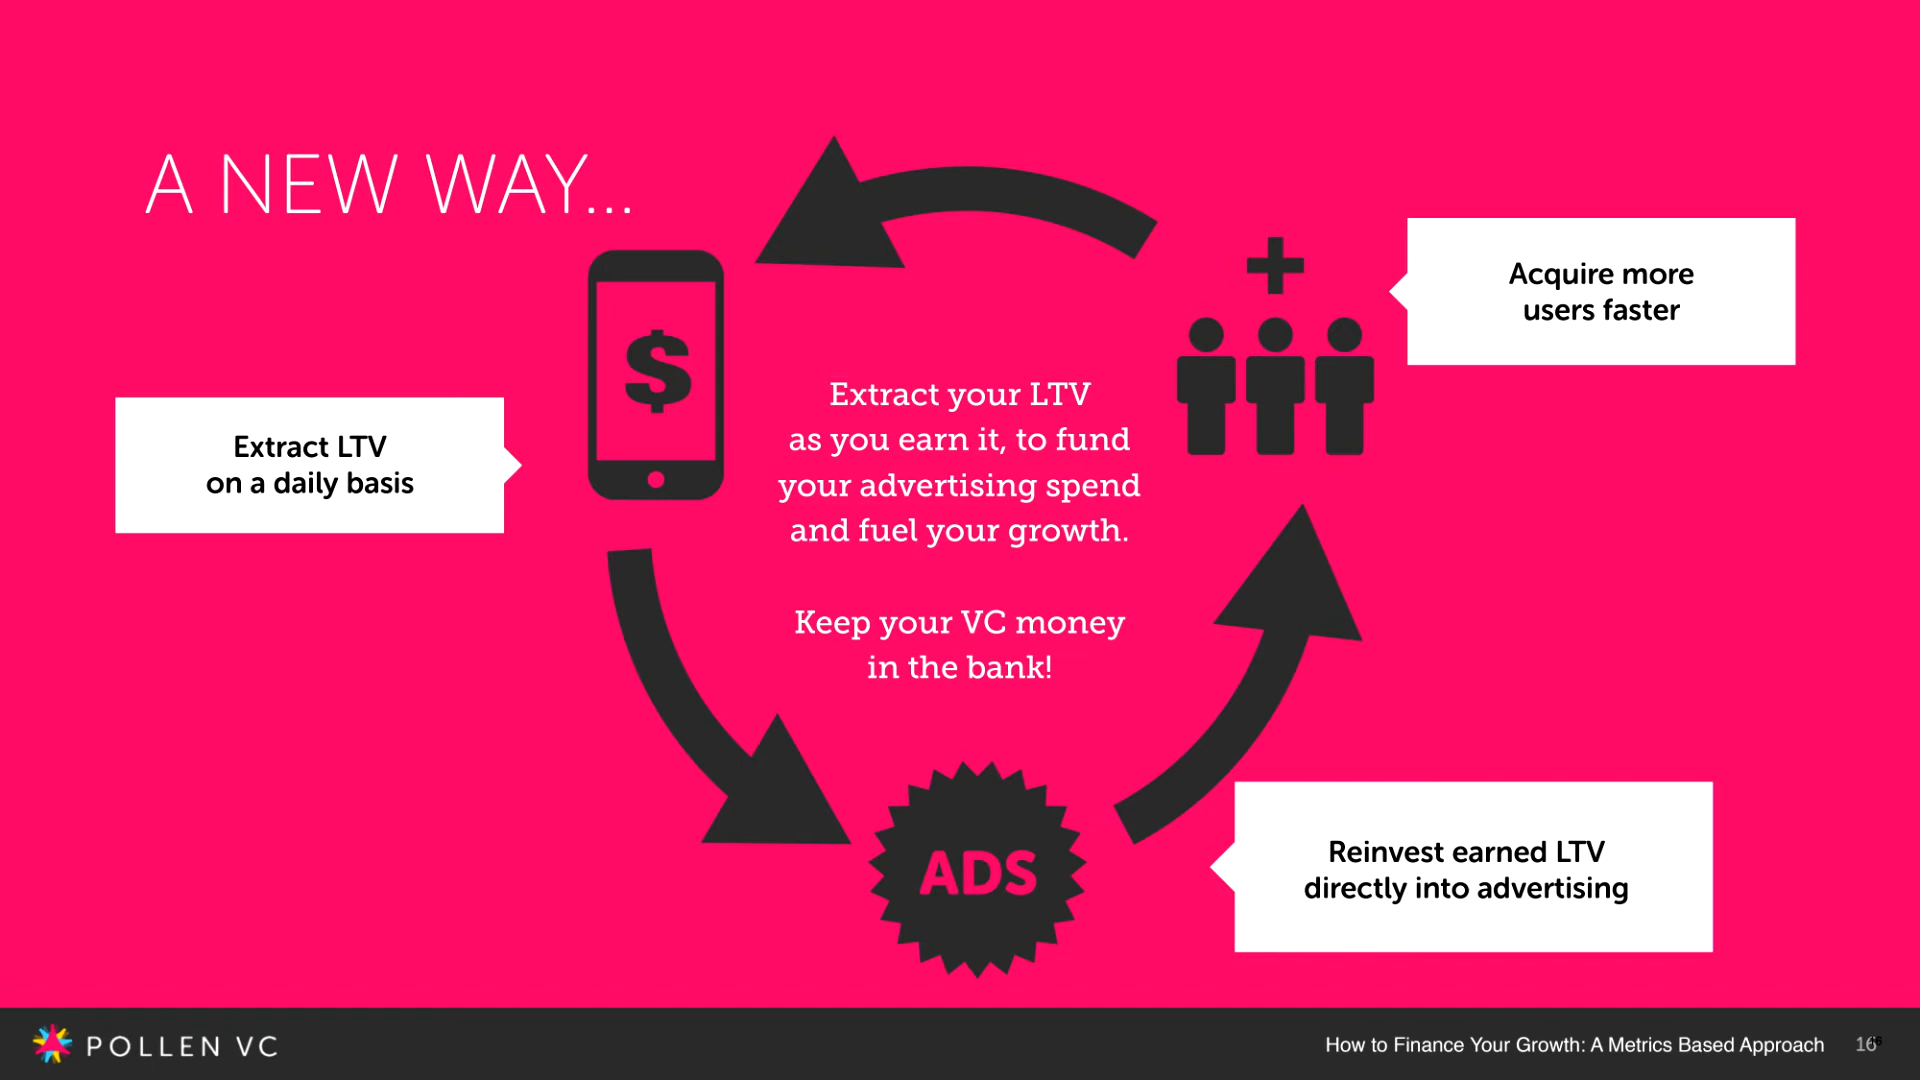 A NEW WAY...
Acquire more
users faster
$
Extract your LTV
as you earn it, to fund
your advertising spend
and fuel your growth.
Extract LTV
on a daily basis
Keep your VC money
in the bank!
ADS
Reinvest earned LTV
directly into advertising
POLLEN VC
How to Finance Your Growth: A Metrics Based Approach
16
16